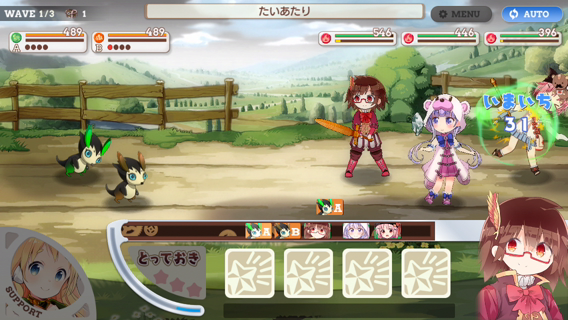 WAVE 1/3 1
たいあたり
MENU
AUTO
489
489
546
446
396
A
B
いまいち
31
A
A B
とっておき
SUPPORT